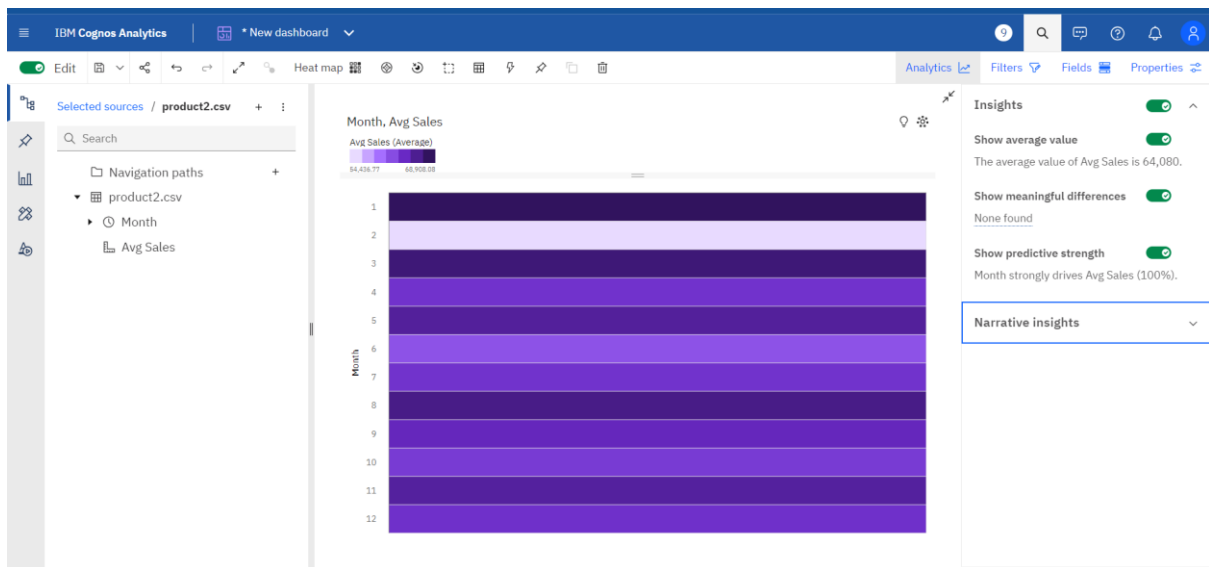 IBM Cognos Analytics
* New dashboard
9
Edit
Heat map
Analytics
Filters
Fields
Properties
Selected sources / product2.csv
Search
Navigation paths
product2.csv
Month
Avg Sales
Month, Avg Sales
Avg Sales (Average)
54,436.77 68,908.08
1
2
3
4
5
6
7
8
9
10
11
12
Month
Insights
Show average value
The average value of Avg Sales is 64,080.
Show meaningful differences
None found
Show predictive strength
Month strongly drives Avg Sales (100%).
Narrative insights